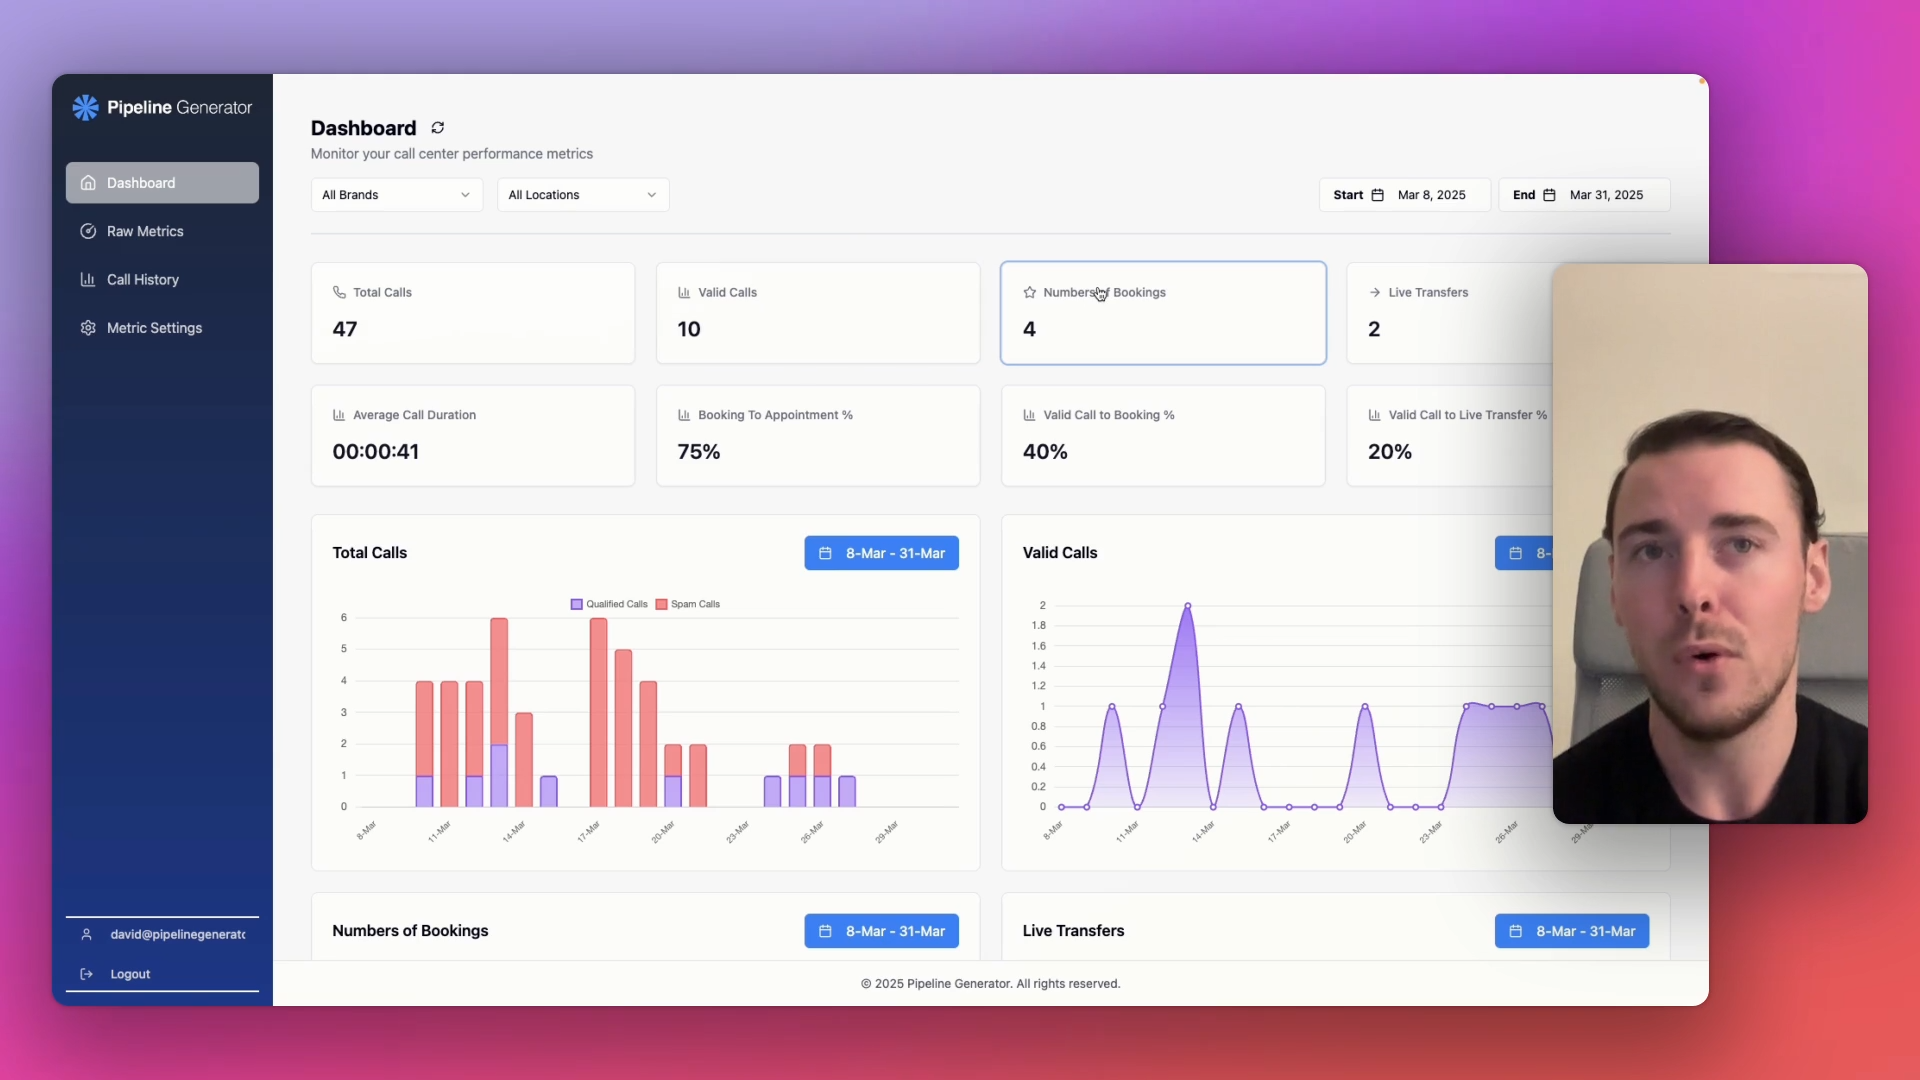 Pipeline Generator
Dashboard
Raw Metrics
Call History
Metric Settings
david@pipelinegenerato
Logout
Dashboard
Monitor your call center performance metrics
All Brands
All Locations
Start Mar 8, 2025
End Mar 31, 2025
Total Calls
47
Valid Calls
10
Numbers of Bookings
4
Live Transfers
2
Average Call Duration
00:00:41
Booking To Appointment %
75%
Valid Call to Booking %
40%
Valid Call to Live Transfer %
20%
Total Calls
8-Mar - 31-Mar
Qualified Calls Spam Calls
6
5
4
3
2
1
0
8-Mar 11-Mar 14-Mar 17-Mar 20-Mar 23-Mar 26-Mar 29-Mar
Valid Calls
8-
2
1.8
1.6
1.4
1.2
1
0.8
0.6
0.4
0.2
0
8-Mar 11-Mar 14-Mar 17-Mar 20-Mar 23-Mar 26-Mar 29-Mar
Numbers of Bookings
8-Mar - 31-Mar
Live Transfers
8-Mar - 31-Mar
© 2025 Pipeline Generator. All rights reserved.